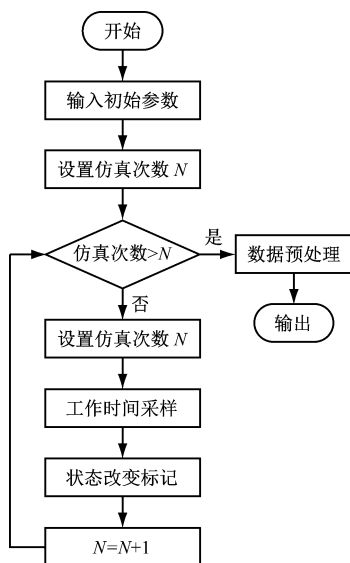 开始
输入初始参数
设置仿真次数 N
仿真次数>N
是
数据预处理
否
输出
设置仿真次数 N
工作时间采样
状态改变标记
N=N+1